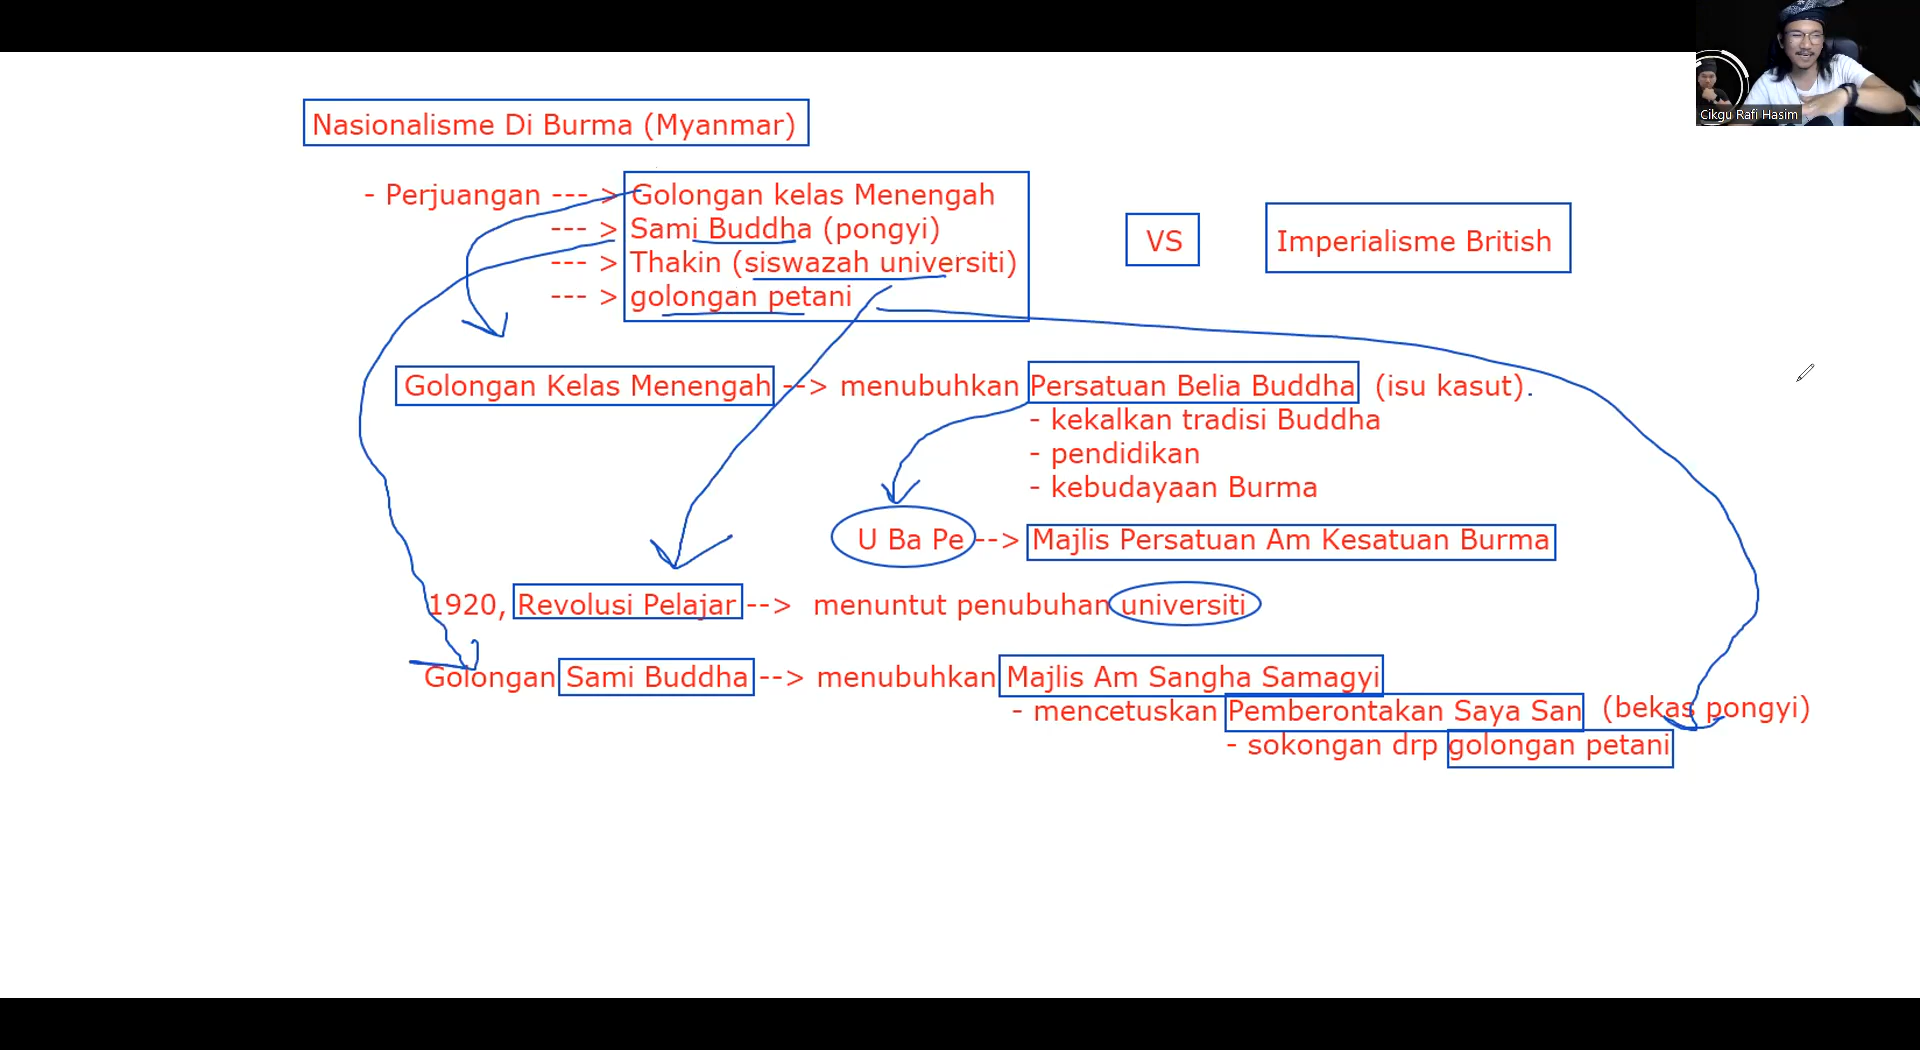 Cikgu Rafi Hasim
Nasionalisme Di Burma (Myanmar)
- Perjuangan --- > Golongan kelas Menengah
--- > Sami Buddha (pongyi)
--- > Thakin (siswazah universiti)
--- > golongan petani
VS
Imperialisme British
Golongan Kelas Menengah --> menubuhkan Persatuan Belia Buddha (isu kasut).
- kekalkan tradisi Buddha
- pendidikan
- kebudayaan Burma
U Ba Pe --> Majlis Persatuan Am Kesatuan Burma
1920, Revolusi Pelajar --> menuntut penubuhan universiti
Golongan Sami Buddha --> menubuhkan Majlis Am Sangha Samagyi
- mencetuskan Pemberontakan Saya San (bekas pongyi)
- sokongan drp golongan petani